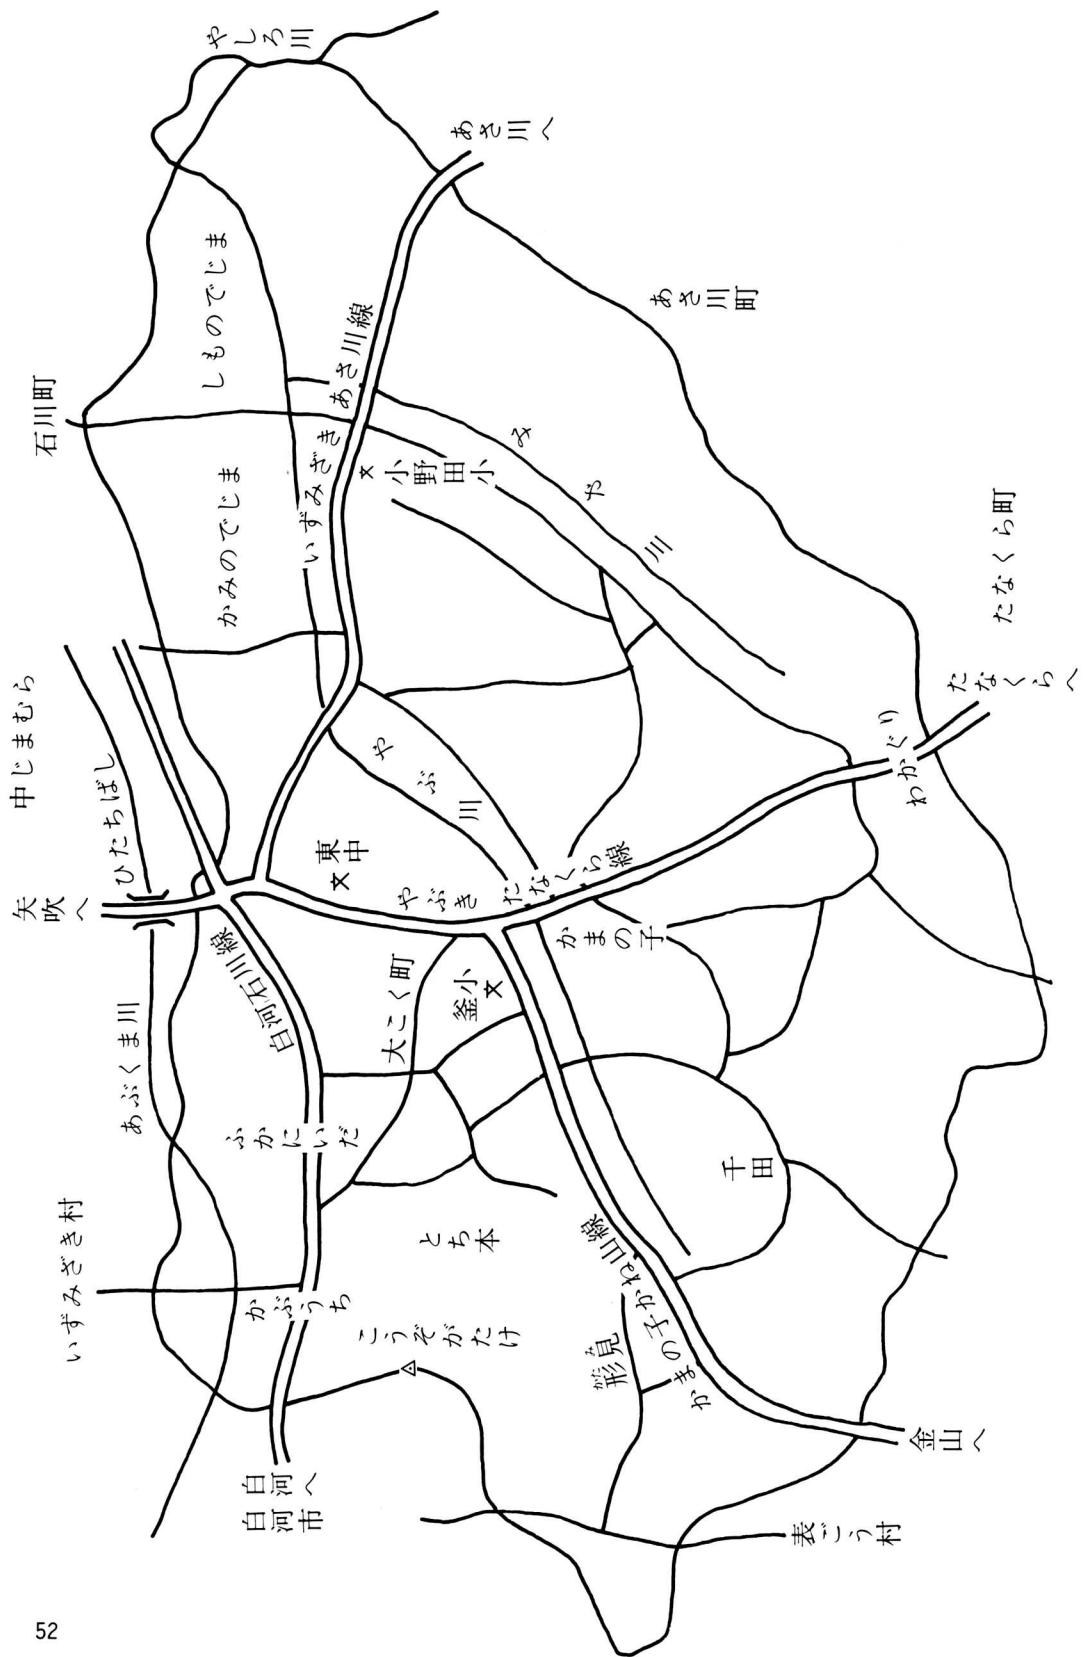 やしろ川
あさ川へ
しものでじま
石川町
あさ川線
あさ川町
かみのでじま
いずみざき
小野田小
みや川
たなくら町
たなくらへ
わかぐり
中じまむら
ひたちばし
矢吹へ
やぶ川
東中
やぶき
たなくら線
かまの子
白河石川線
大こく町
釜小
あぶくま川
ふかにいだ
千田
いずみざき村
とち本
かぶうち
こうぞがたけ
形見
かまの子かね山線
白河へ
白河市
金山へ
表ごう村
52